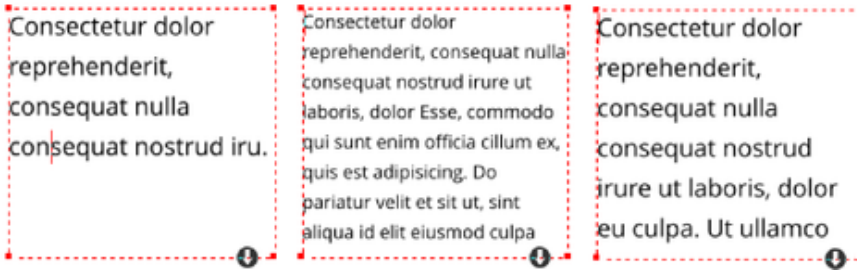 Consectetur dolor
reprehenderit,
consequat nulla
consequat nostrud iru.
Consectetur dolor
reprehenderit, consequat nulla
consequat nostrud irure ut
laboris, dolor Esse, commodo
qui sunt enim officia cillum ex,
quis est adipisicing. Do
pariatur velit et sit ut, sint
aliqua id elit eiusmod culpa
Consectetur dolor
reprehenderit,
consequat nulla
consequat nostrud
irure ut laboris, dolor
eu culpa. Ut ullamco